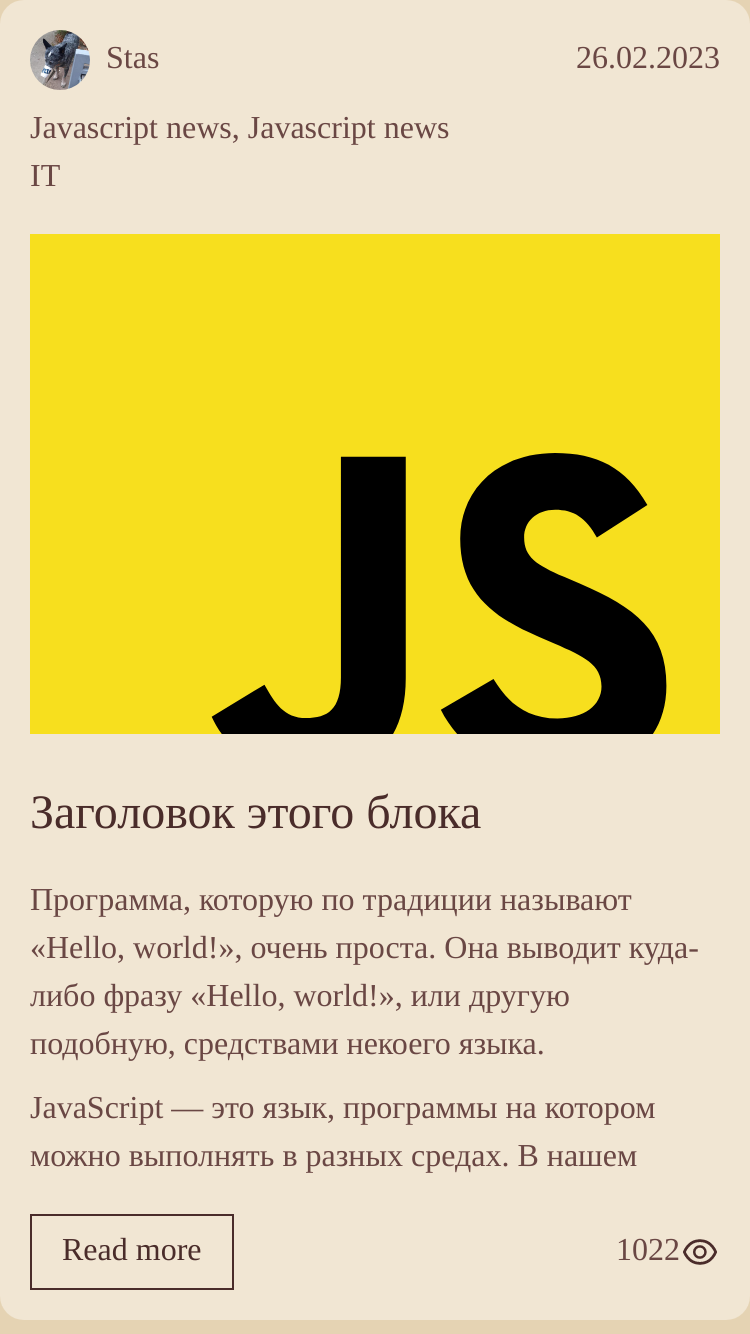 Stas
26.02.2023
Javascript news, Javascript news
IT
JS
Заголовок этого блока
Программа, которую по традиции называют
«Hello, world!», очень проста. Она выводит куда-
либо фразу «Hello, world!», или другую
подобную, средствами некоего языка.
JavaScript — это язык, программы на котором
можно выполнять в разных средах. В нашем
Read more
1022